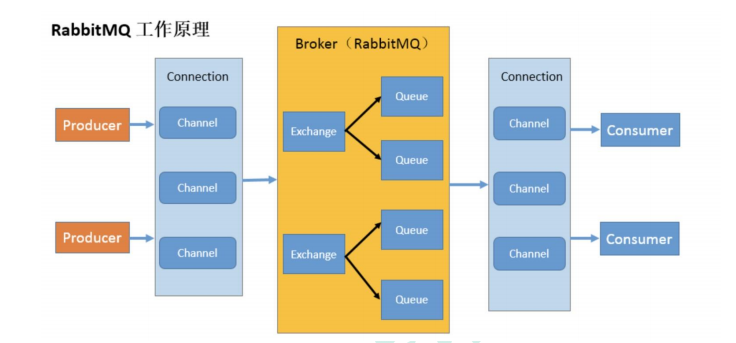 RabbitMQ 工作原理
Broker（RabbitMQ）
Connection
Connection
Producer
Channel
Exchange
Queue
Channel
Consumer
Queue
Channel
Channel
Producer
Channel
Exchange
Queue
Channel
Consumer
Queue